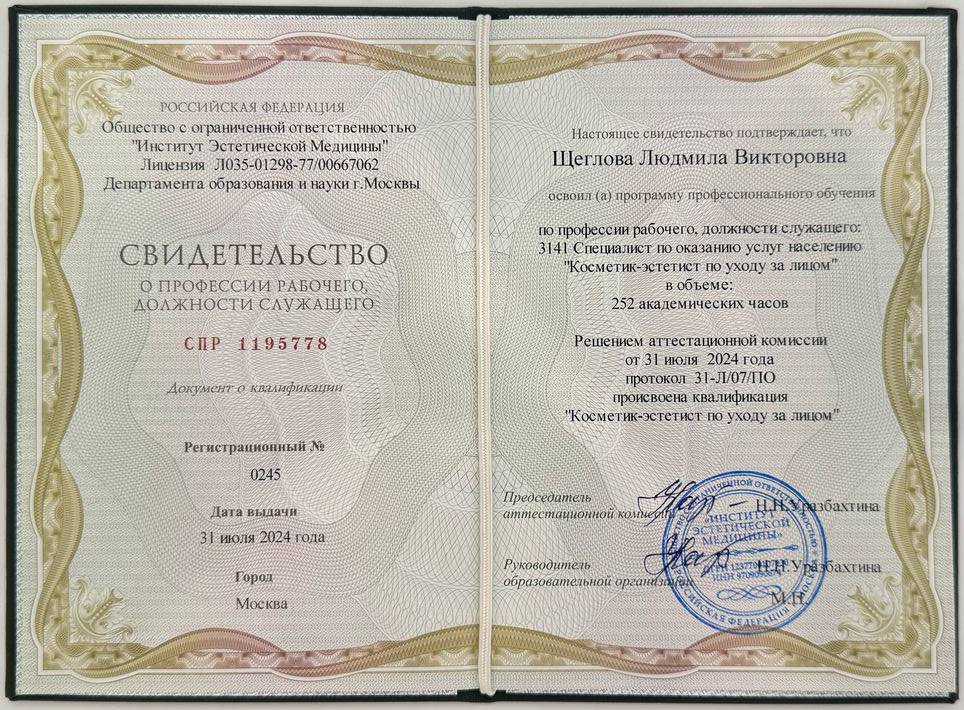 РОССИЙСКАЯ ФЕДЕРАЦИЯ
Общество с ограниченной ответственностью
"Институт Эстетической Медицины"
Лицензия Л035-01298-77/00667062
Департамента образования и науки г.Москвы
СВИДЕТЕЛЬСТВО
О ПРОФЕССИИ РАБОЧЕГО,
ДОЛЖНОСТИ СЛУЖАЩЕГО
СПР 1195778
Документ о квалификации
Регистрационный №
0245
Дата выдачи
31 июля 2024 года
Город
Москва
Настоящее свидетельство подтверждает, что
Щеглова Людмила Викторовна
освоил (а) программу профессионального обучения
по профессии рабочего, должности служащего:
3141 Специалист по оказанию услуг населению
"Косметик-эстетист по уходу за лицом"
в объеме:
252 академических часов
Решением аттестационной комиссии
от 31 июля 2024 года
протокол 31-Л/07/ПО
произвоена квалификация
"Косметик-эстетист по уходу за лицом"
Председатель
аттестационной комиссии
Н.Н.Уразбахтина
Руководитель
образовательной организации
Н.Н.Уразбахтина
М.П.
«ИНСТИТУТ
ЭСТЕТИЧЕСКОЙ
МЕДИЦИНЫ»
РОССИЙСКАЯ ФЕДЕРАЦИЯ
МОСКВА